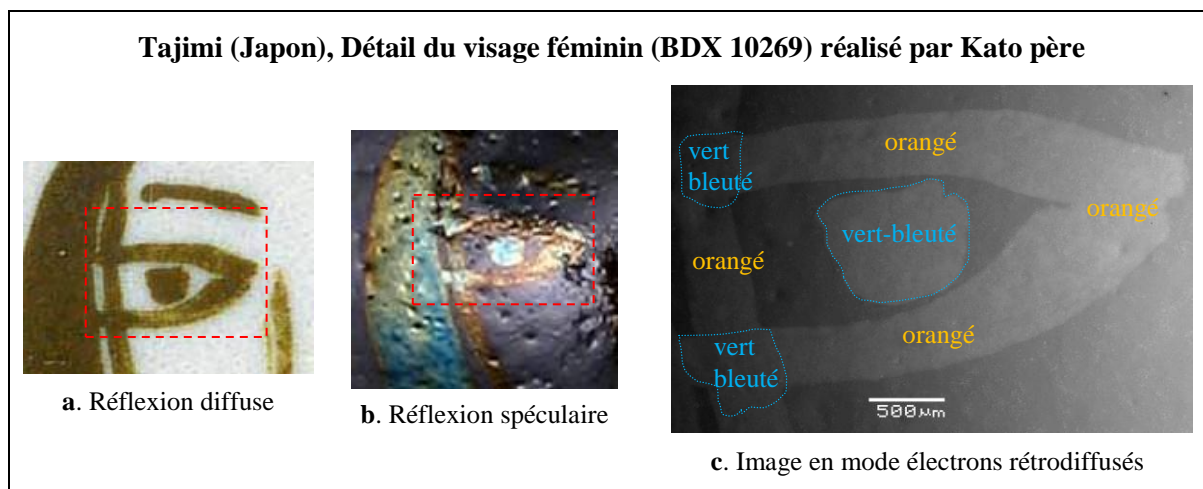 Tajimi (Japon), Détail du visage féminin (BDX 10269) réalisé par Kato père
vert
bleuté
orangé
vert-bleuté
orangé
orangé
vert
bleuté
orangé
500µm
a. Réflexion diffuse
b. Réflexion spéculaire
c. Image en mode électrons rétrodiffusés